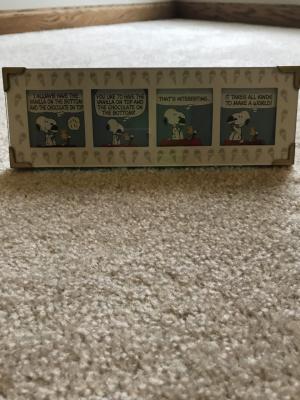 I ALWAYS HAVE THE
VANILLA ON THE BOTTOM
AND THE CHOCOLATE ON TOP
YOU LIKE TO HAVE THE
VANILLA ON TOP AND
THE CHOCOLATE ON
THE BOTTOM?
THAT'S INTERESTING...
IT TAKES ALL KINDS
TO MAKE A WORLD!